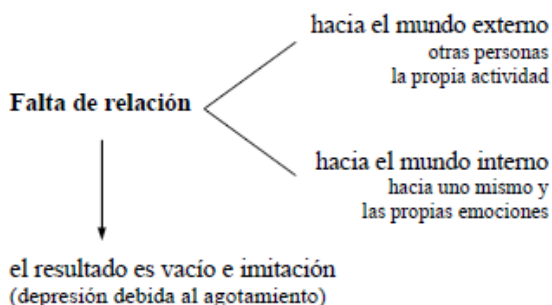 hacia el mundo externo
otras personas
la propia actividad
Falta de relación
hacia el mundo interno
hacia uno mismo y
las propias emociones
el resultado es vacío e imitación
(depresión debida al agotamiento)